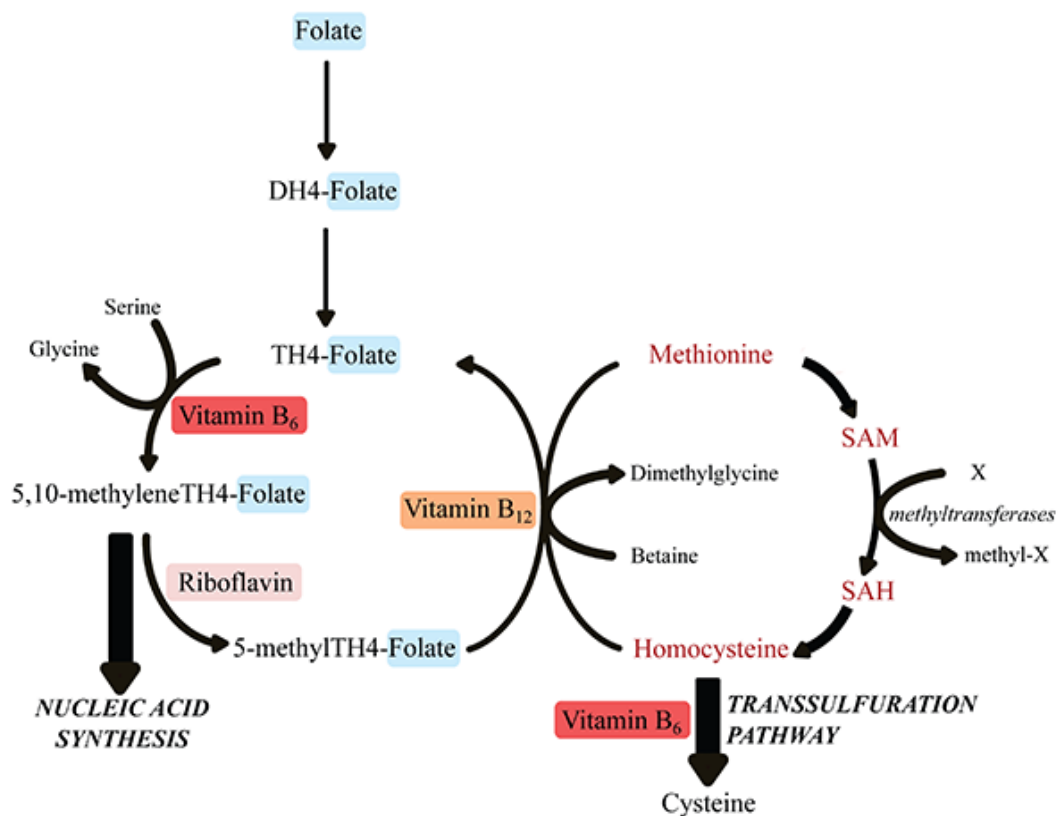 Folate
DH4-Folate
Serine
Glycine
TH4-Folate
Methionine
Vitamin B₆
SAM
5,10-methyleneTH4-Folate
Dimethylglycine
X
Vitamin B₁₂
methyltransferases
Betaine
methyl-X
Riboflavin
SAH
5-methylTH4-Folate
Homocysteine
NUCLEIC ACID
SYNTHESIS
Vitamin B₆
TRANSSULFURATION
PATHWAY
Cysteine